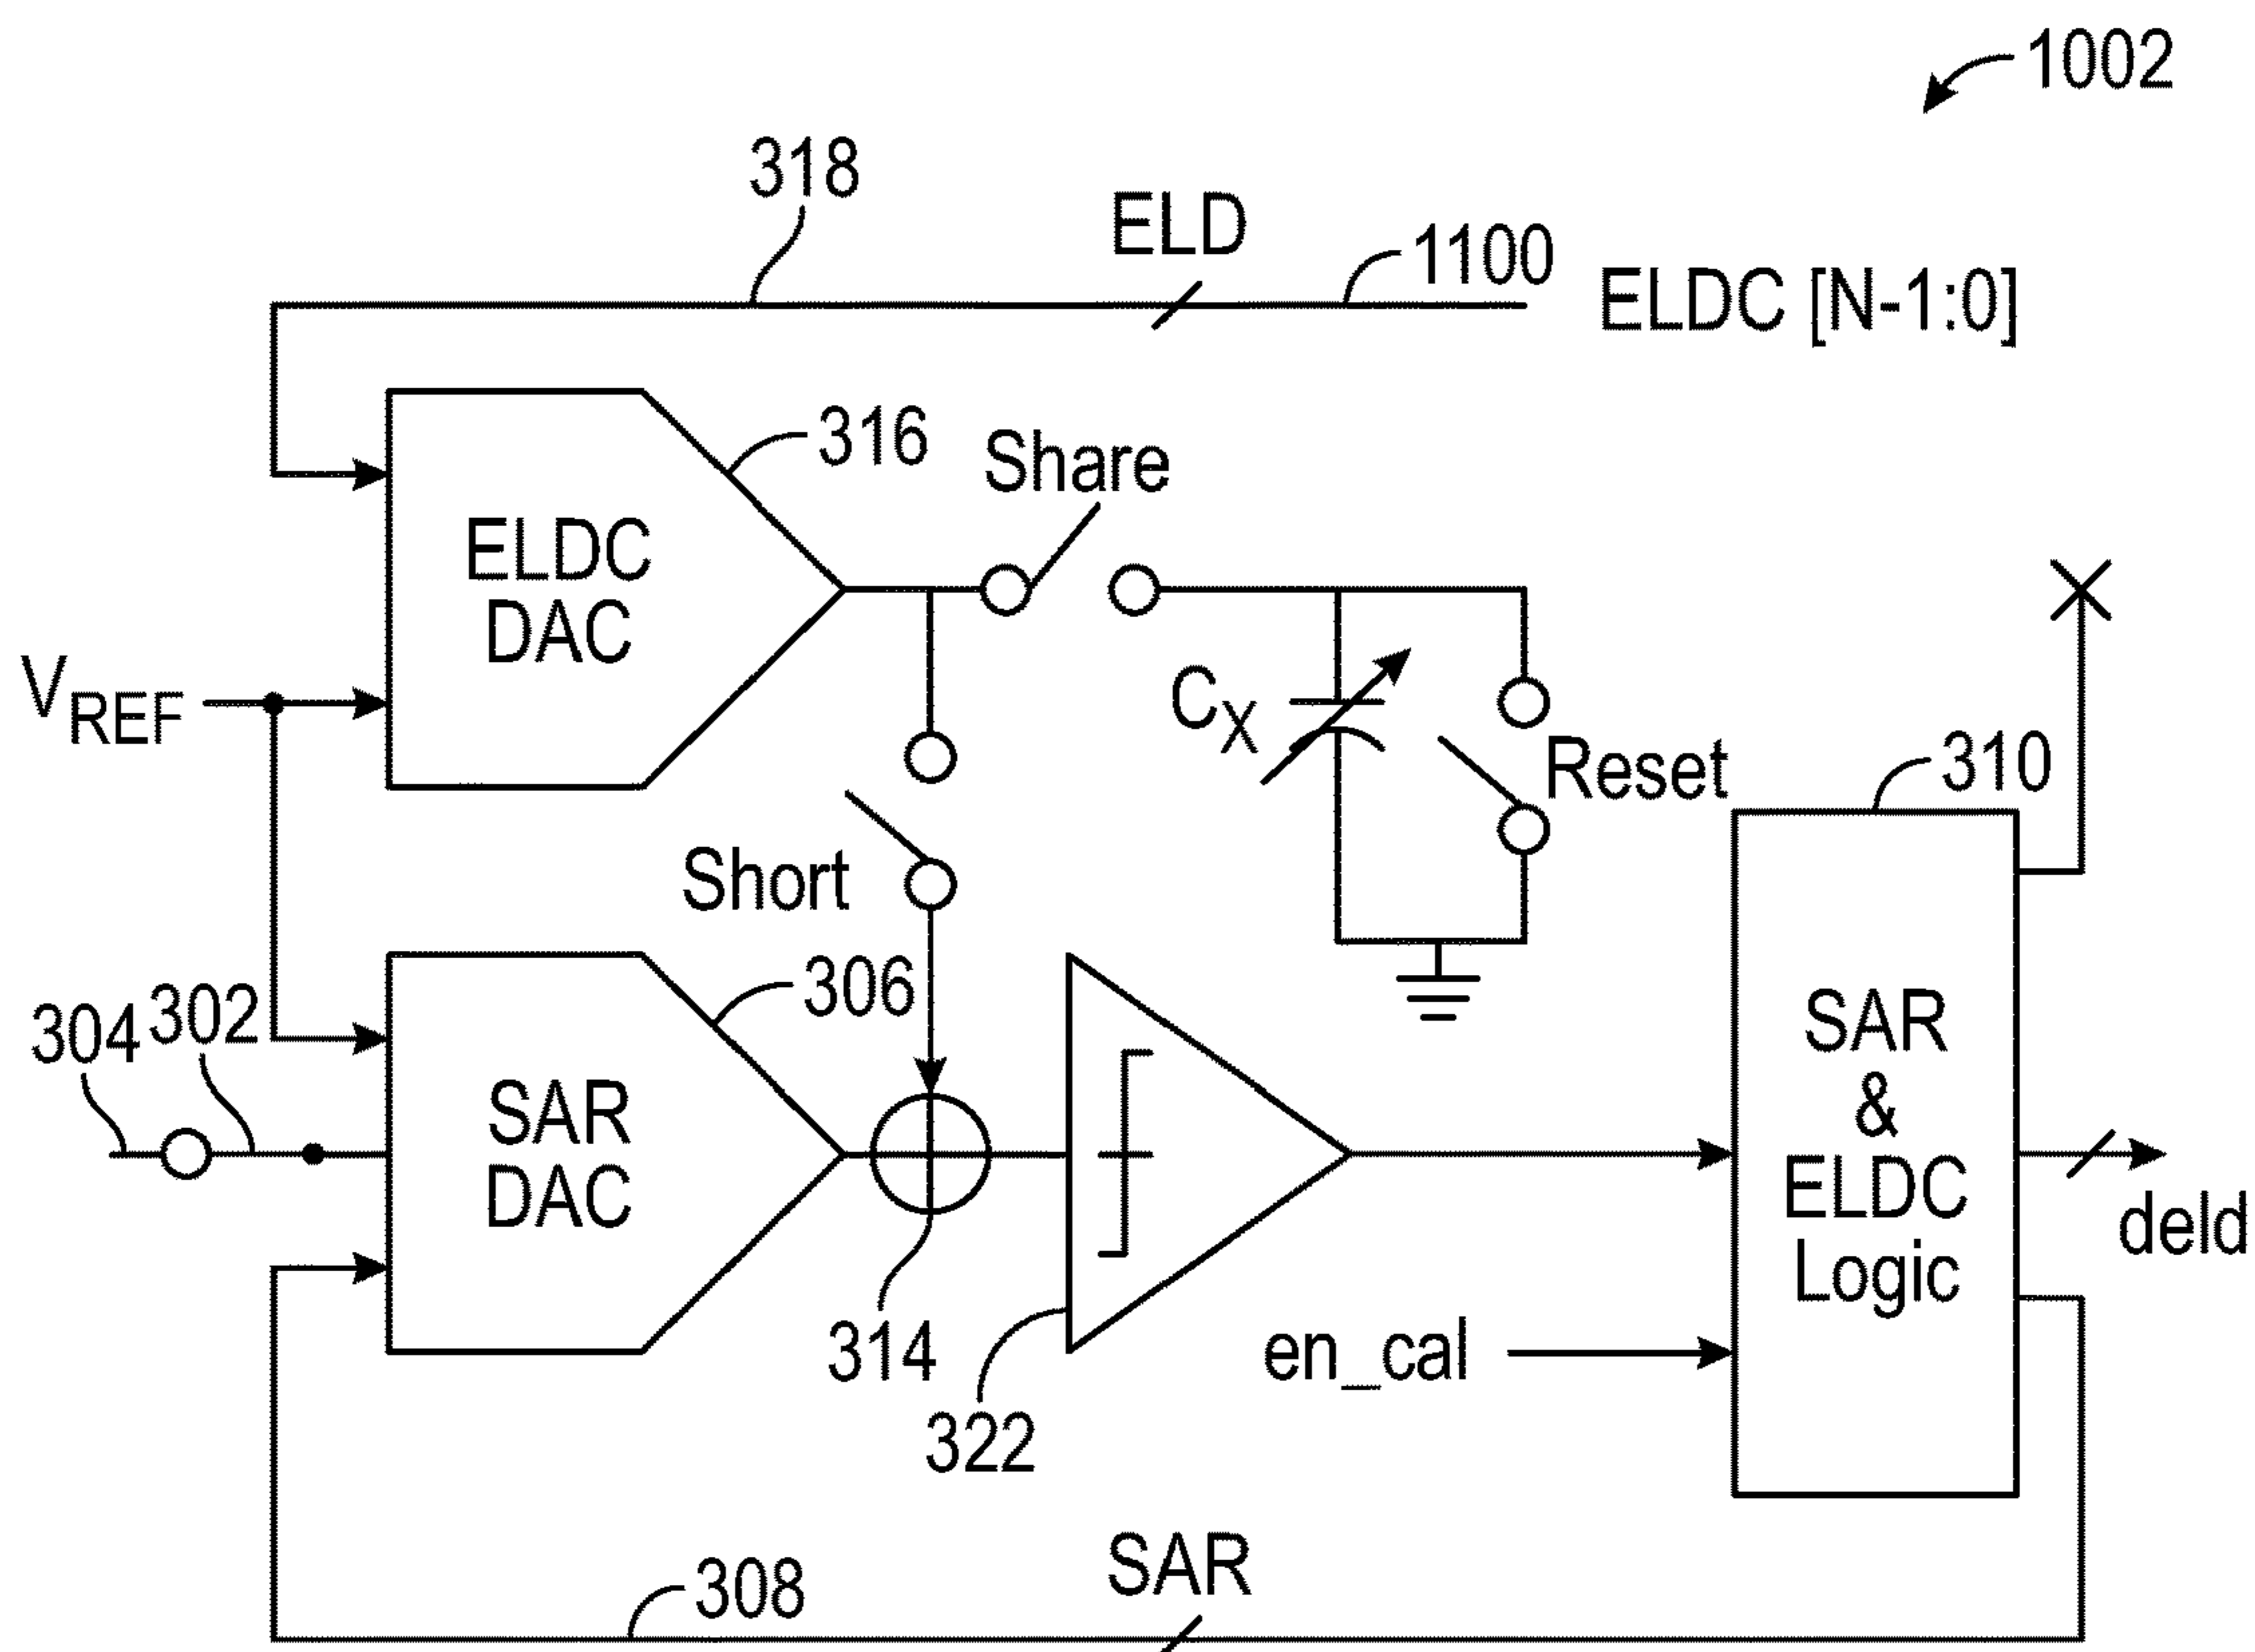 1002
318
ELD
1100
ELDC [N-1:0]
316
Share
ELDC
DAC
VREF
CX
Reset
310
Short
306
304
302
SAR
DAC
SAR
&
ELDC
Logic
deld
314
en_cal
322
SAR
308